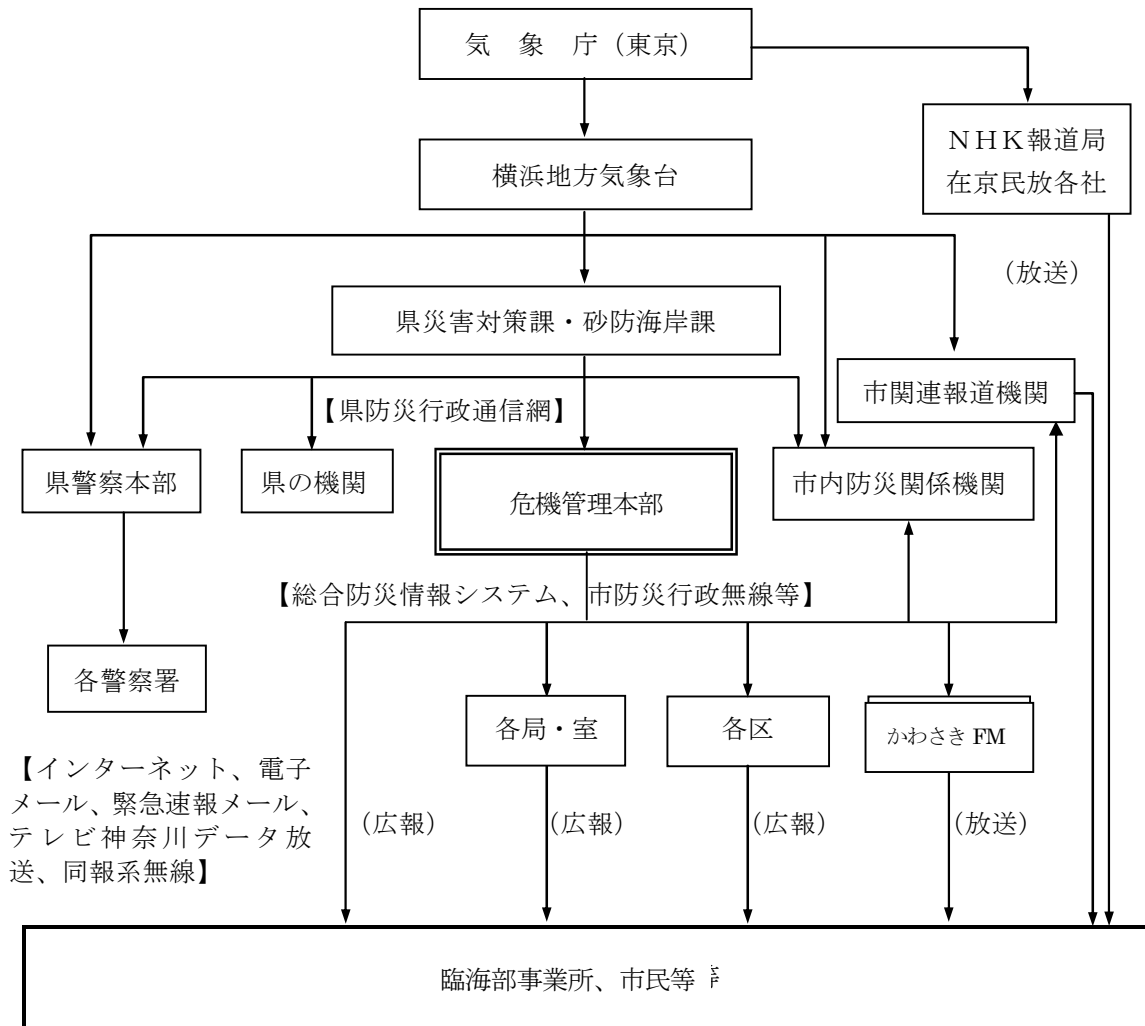 気　象　庁（東京）
ＮＨＫ報道局
在京民放各社
横浜地方気象台
（放送）
県災害対策課・砂防海岸課
市関連報道機関
【県防災行政通信網】
県警察本部
県の機関
危機管理本部
市内防災関係機関
【総合防災情報システム、市防災行政無線等】
各警察署
各局・室
各区
かわさき FM
【インターネット、電子
メール、緊急速報メール、
テレビ神奈川データ放
送、同報系無線】
（広報）
（広報）
（広報）
（放送）
臨海部事業所、市民等